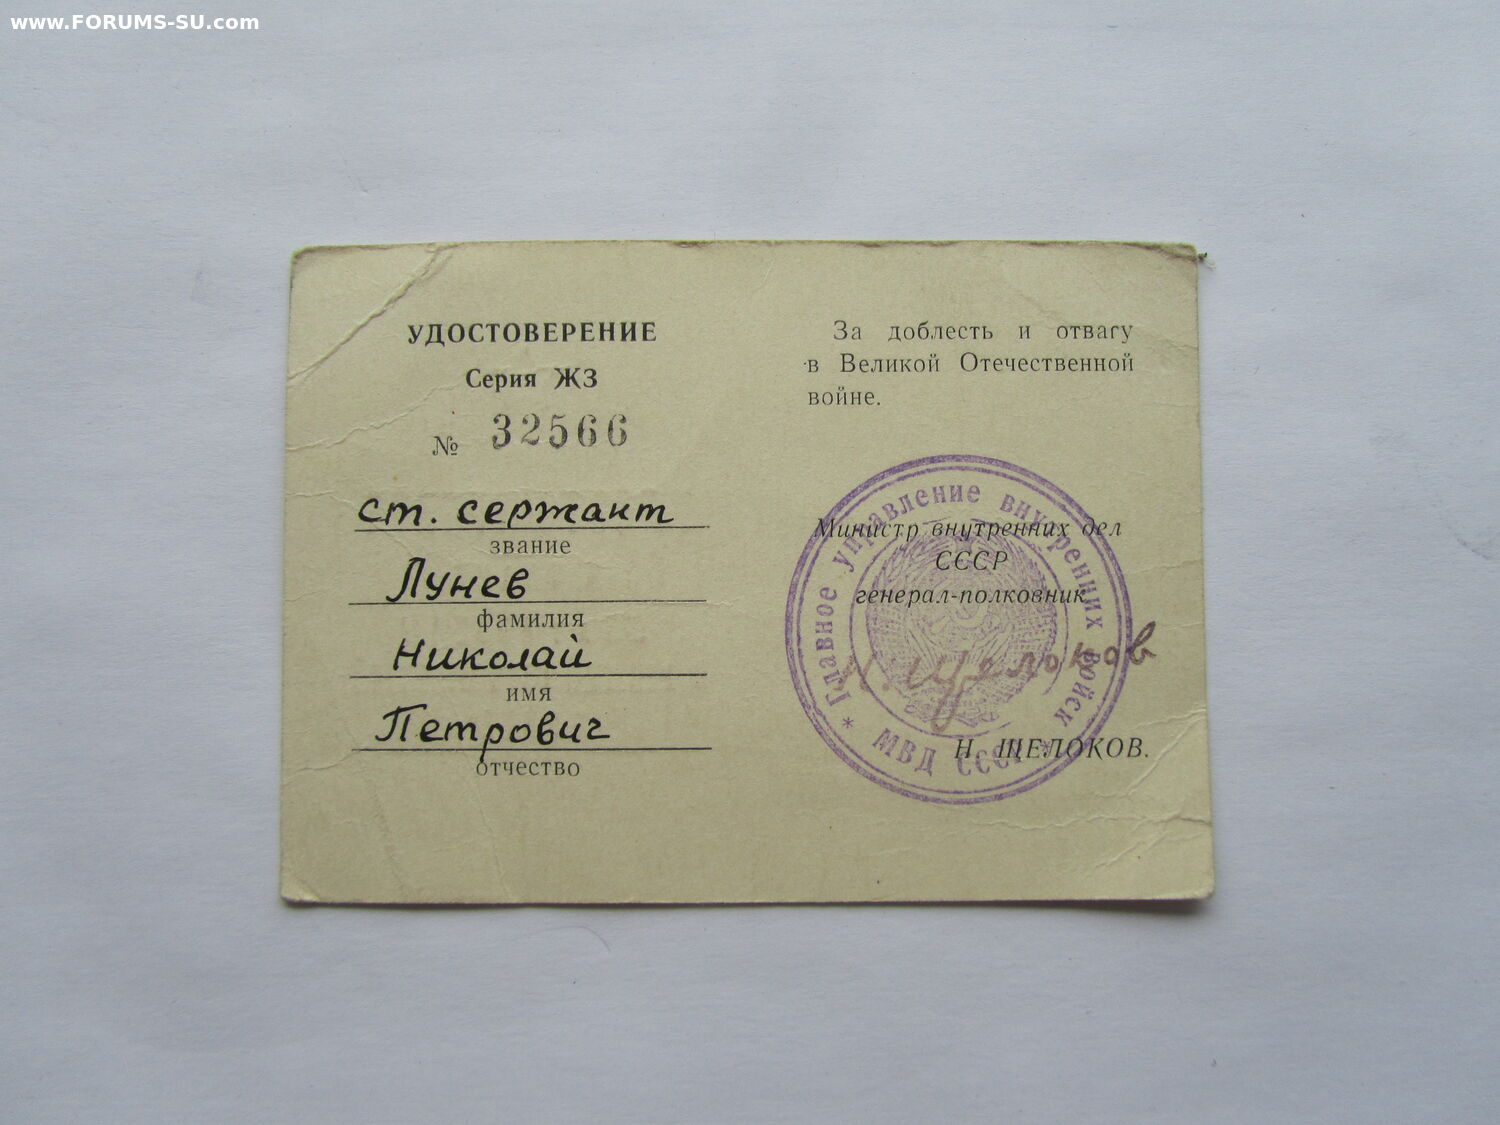 www.FORUMS-SU.com
УДОСТОВЕРЕНИЕ
Серия ЖЗ
№ 32566
ст. сержант
звание
Лунев
фамилия
Николай
имя
Петрович
отчество
За доблесть и отвагу
в Великой Отечественной
войне.
Министр внутренних дел
СССР
генерал-полковник
Н. Щелоков
Н. ЩЕЛОКОВ.
Главное управление внутренних войск
* МВД СССР *